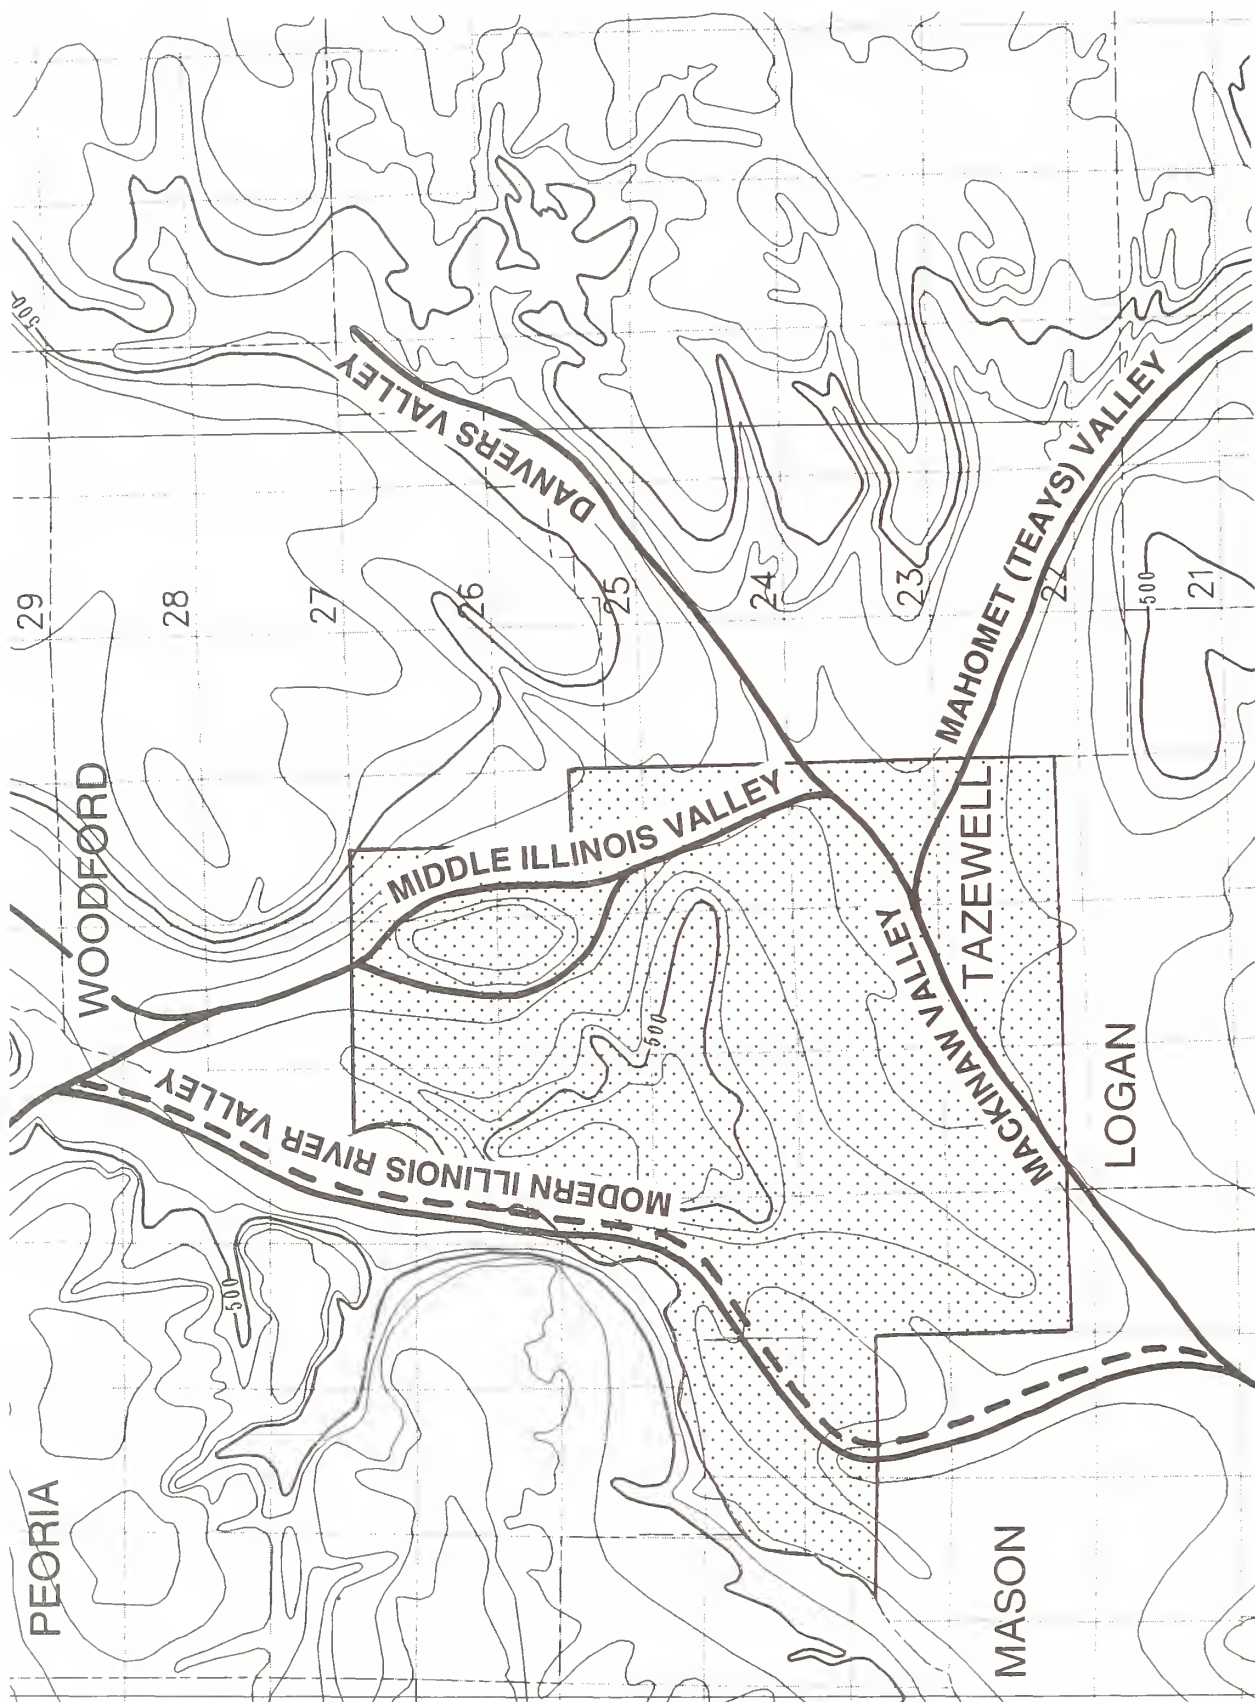 PEORIA
WOODFORD
TAZEWELL
LOGAN
MASON
DANVERS VALLEY
MIDDLE ILLINOIS VALLEY
MODERN ILLINOIS RIVER VALLEY
MACKINAW VALLEY
MAHOMET (TEAYS) VALLEY
29
28
27
26
25
24
23
22
21
500
500
500
500